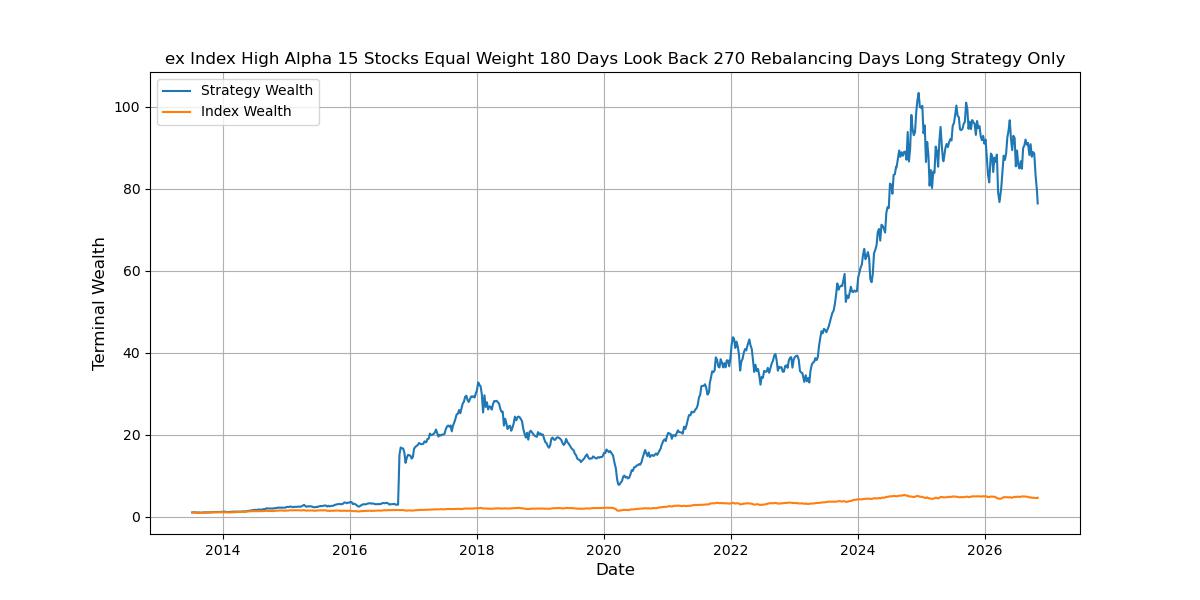 ex Index High Alpha 15 Stocks Equal Weight 180 Days Look Back 270 Rebalancing Days Long Strategy Only
Strategy Wealth
Index Wealth
Terminal Wealth
100
80
60
40
20
0
2014 2016 2018 2020 2022 2024 2026
Date